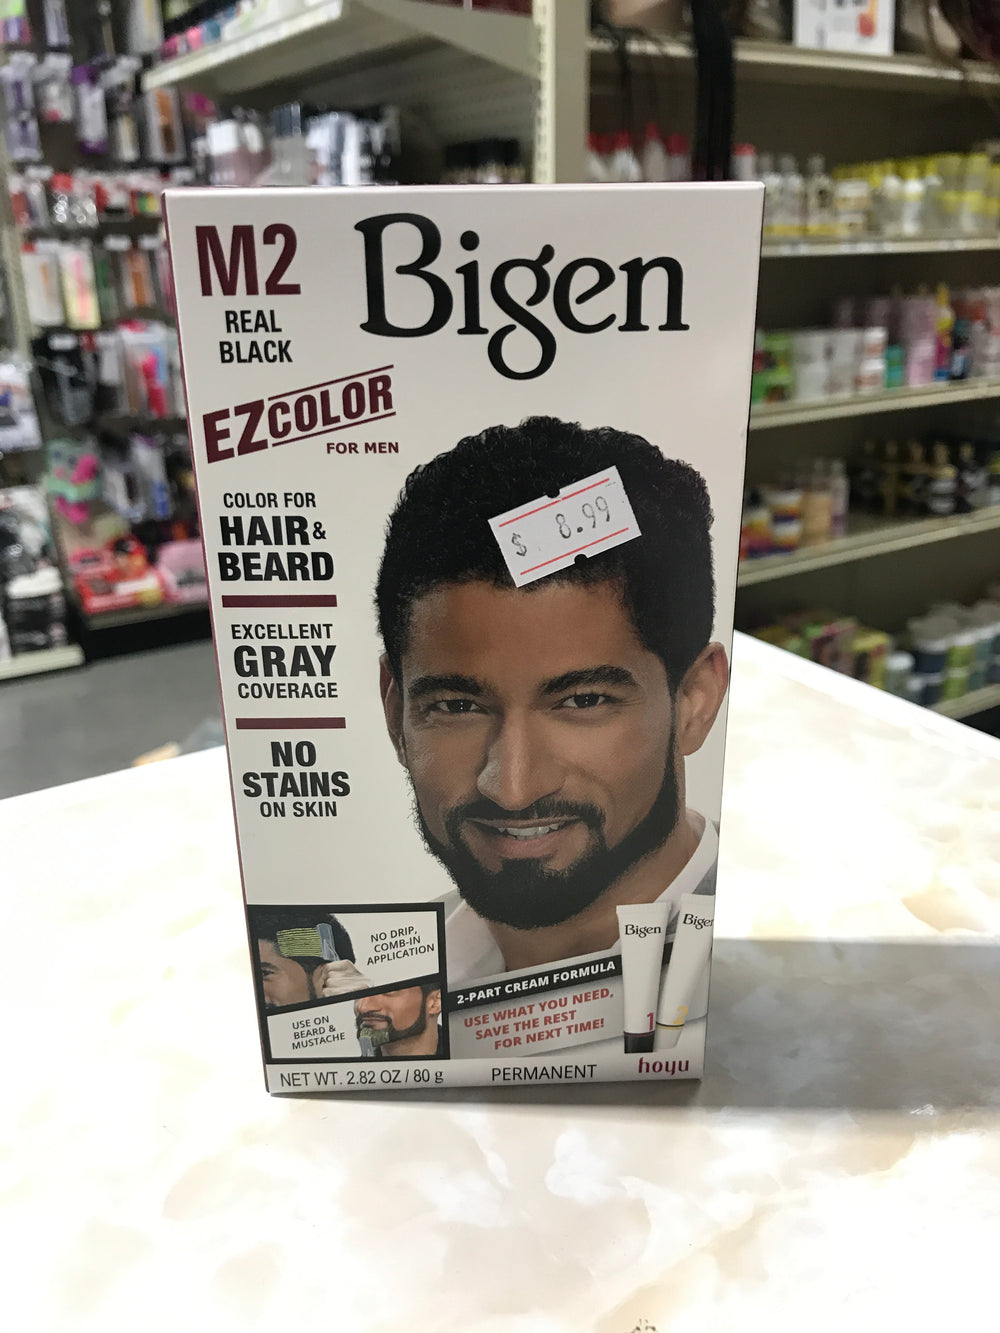 M2
REAL
BLACK
Bigen
EZCOLOR
FOR MEN
$ 8.99
COLOR FOR
HAIR &
BEARD
EXCELLENT
GRAY
COVERAGE
NO
STAINS
ON SKIN
NO DRIP,
COMB-IN
APPLICATION
USE ON
BEARD &
MUSTACHE
2-PART CREAM FORMULA
USE WHAT YOU NEED,
SAVE THE REST
FOR NEXT TIME!
Bigen
1
Bigen
2
NET WT. 2.82 OZ / 80 g
PERMANENT
hoyu